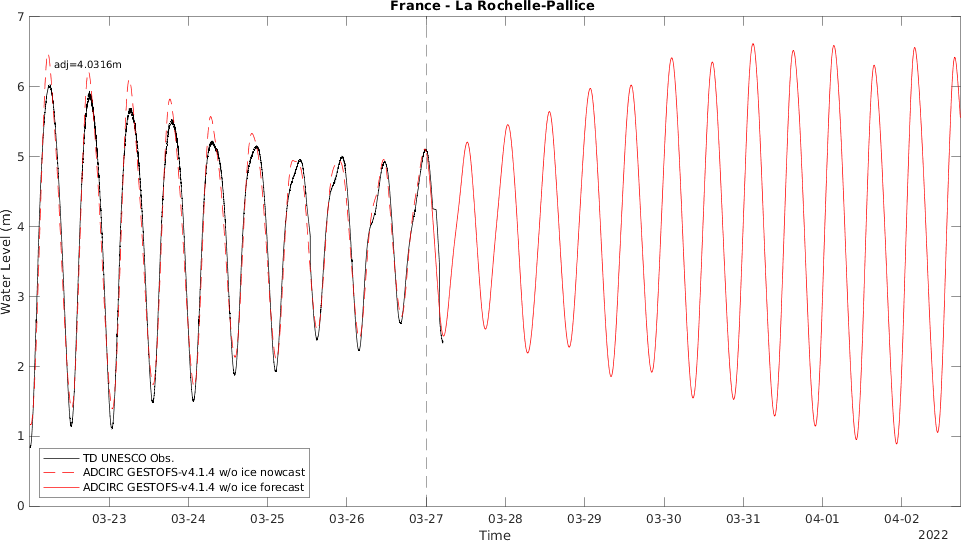 France - La Rochelle-Pallice
7
adj=4.0316m
6
5
4
3
2
1
0
Water Level (m)
TD UNESCO Obs.
ADCIRC GESTOFS-v4.1.4 w/o ice nowcast
ADCIRC GESTOFS-v4.1.4 w/o ice forecast
03-23 03-24 03-25 03-26 03-27 03-28 03-29 03-30 03-31 04-01 04-02
Time
2022